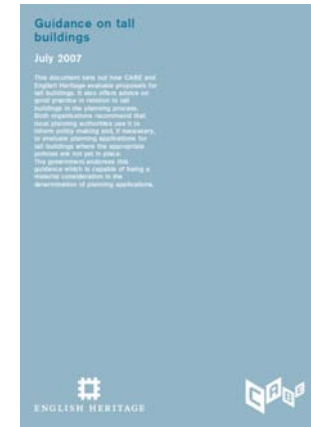 Guidance on tall
buildings
July 2007
This document sets out how CABE and
English Heritage evaluate proposals for
tall buildings. It also offers advice on
good practice in relation to tall
buildings in the planning process.
Both organisations recommend that
local planning authorities use it to
inform policy making and, if necessary,
to evaluate planning applications for
tall buildings where the appropriate
policies are not yet in place.
The government endorses this
guidance which is capable of being a
material consideration in the
determination of planning applications.
ENGLISH HERITAGE
CABE